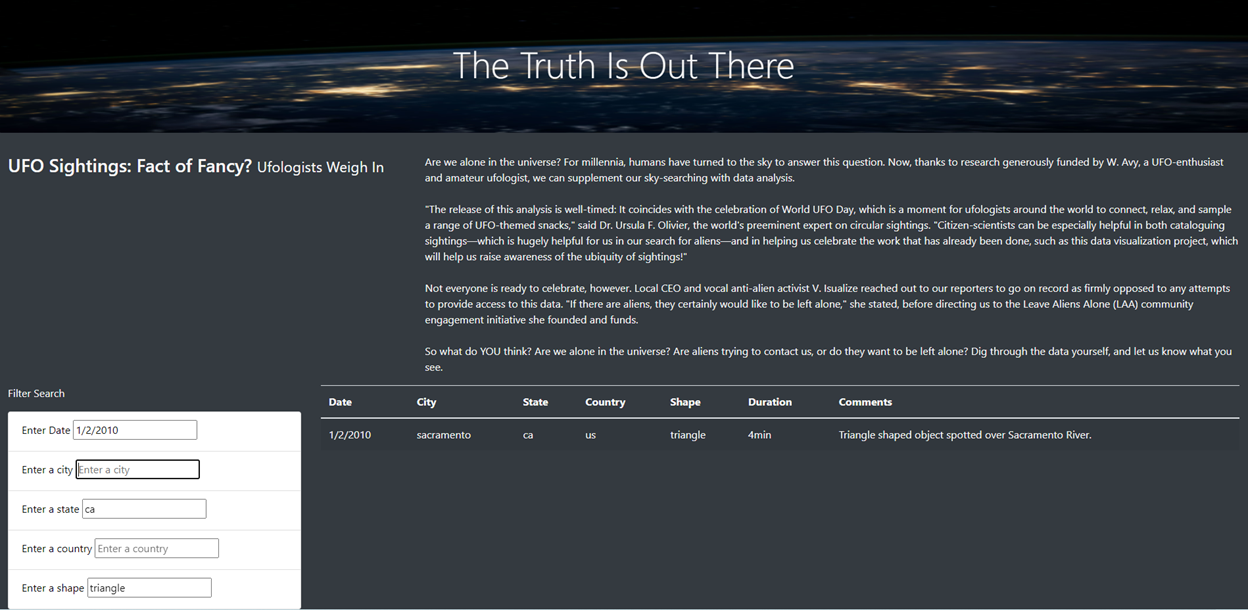 The Truth Is Out There
UFO Sightings: Fact of Fancy? Ufologists Weigh In
Are we alone in the universe? For millennia, humans have turned to the sky to answer this question. Now, thanks to research generously funded by W. Avy, a UFO-enthusiast
and amateur ufologist, we can supplement our sky-searching with data analysis.
"The release of this analysis is well-timed: It coincides with the celebration of World UFO Day, which is a moment for ufologists around the world to connect, relax, and sample
a range of UFO-themed snacks," said Dr. Ursula F. Olivier, the world's preeminent expert on circular sightings. "Citizen-scientists can be especially helpful in both cataloguing
sightings—which is hugely helpful for us in our search for aliens—and in helping us celebrate the work that has already been done, such as this data visualization project, which
will help us raise awareness of the ubiquity of sightings!"
Not everyone is ready to celebrate, however. Local CEO and vocal anti-alien activist V. Isualize reached out to our reporters to go on record as firmly opposed to any attempts
to provide access to this data. "If there are aliens, they certainly would like to be left alone," she stated, before directing us to the Leave Aliens Alone (LAA) community
engagement initiative she founded and funds.
So what do YOU think? Are we alone in the universe? Are aliens trying to contact us, or do they want to be left alone? Dig through the data yourself, and let us know what you
see.
Filter Search
Enter Date 1/2/2010
Enter a city Enter a city
Enter a state ca
Enter a country Enter a country
Enter a shape triangle
Date City State Country Shape Duration Comments
1/2/2010 sacramento ca us triangle 4min Triangle shaped object spotted over Sacramento River.